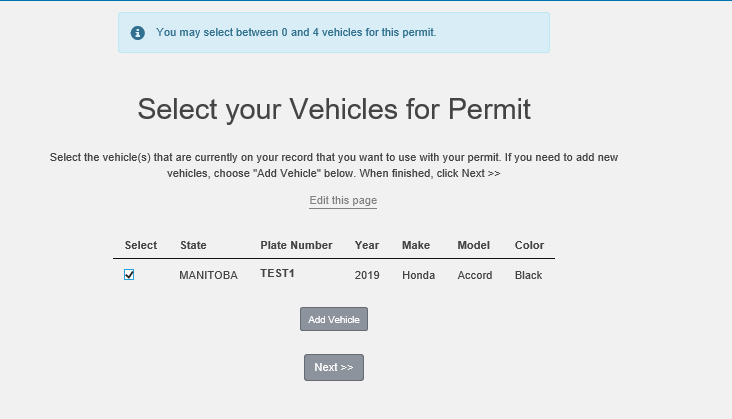 You may select between 0 and 4 vehicles for this permit.
Select your Vehicles for Permit
Select the vehicle(s) that are currently on your record that you want to use with your permit. If you need to add new
vehicles, choose "Add Vehicle" below. When finished, click Next >>
Edit this page
Select State Plate Number Year Make Model Color
MANITOBA TEST1 2019 Honda Accord Black
Add Vehicle
Next >>